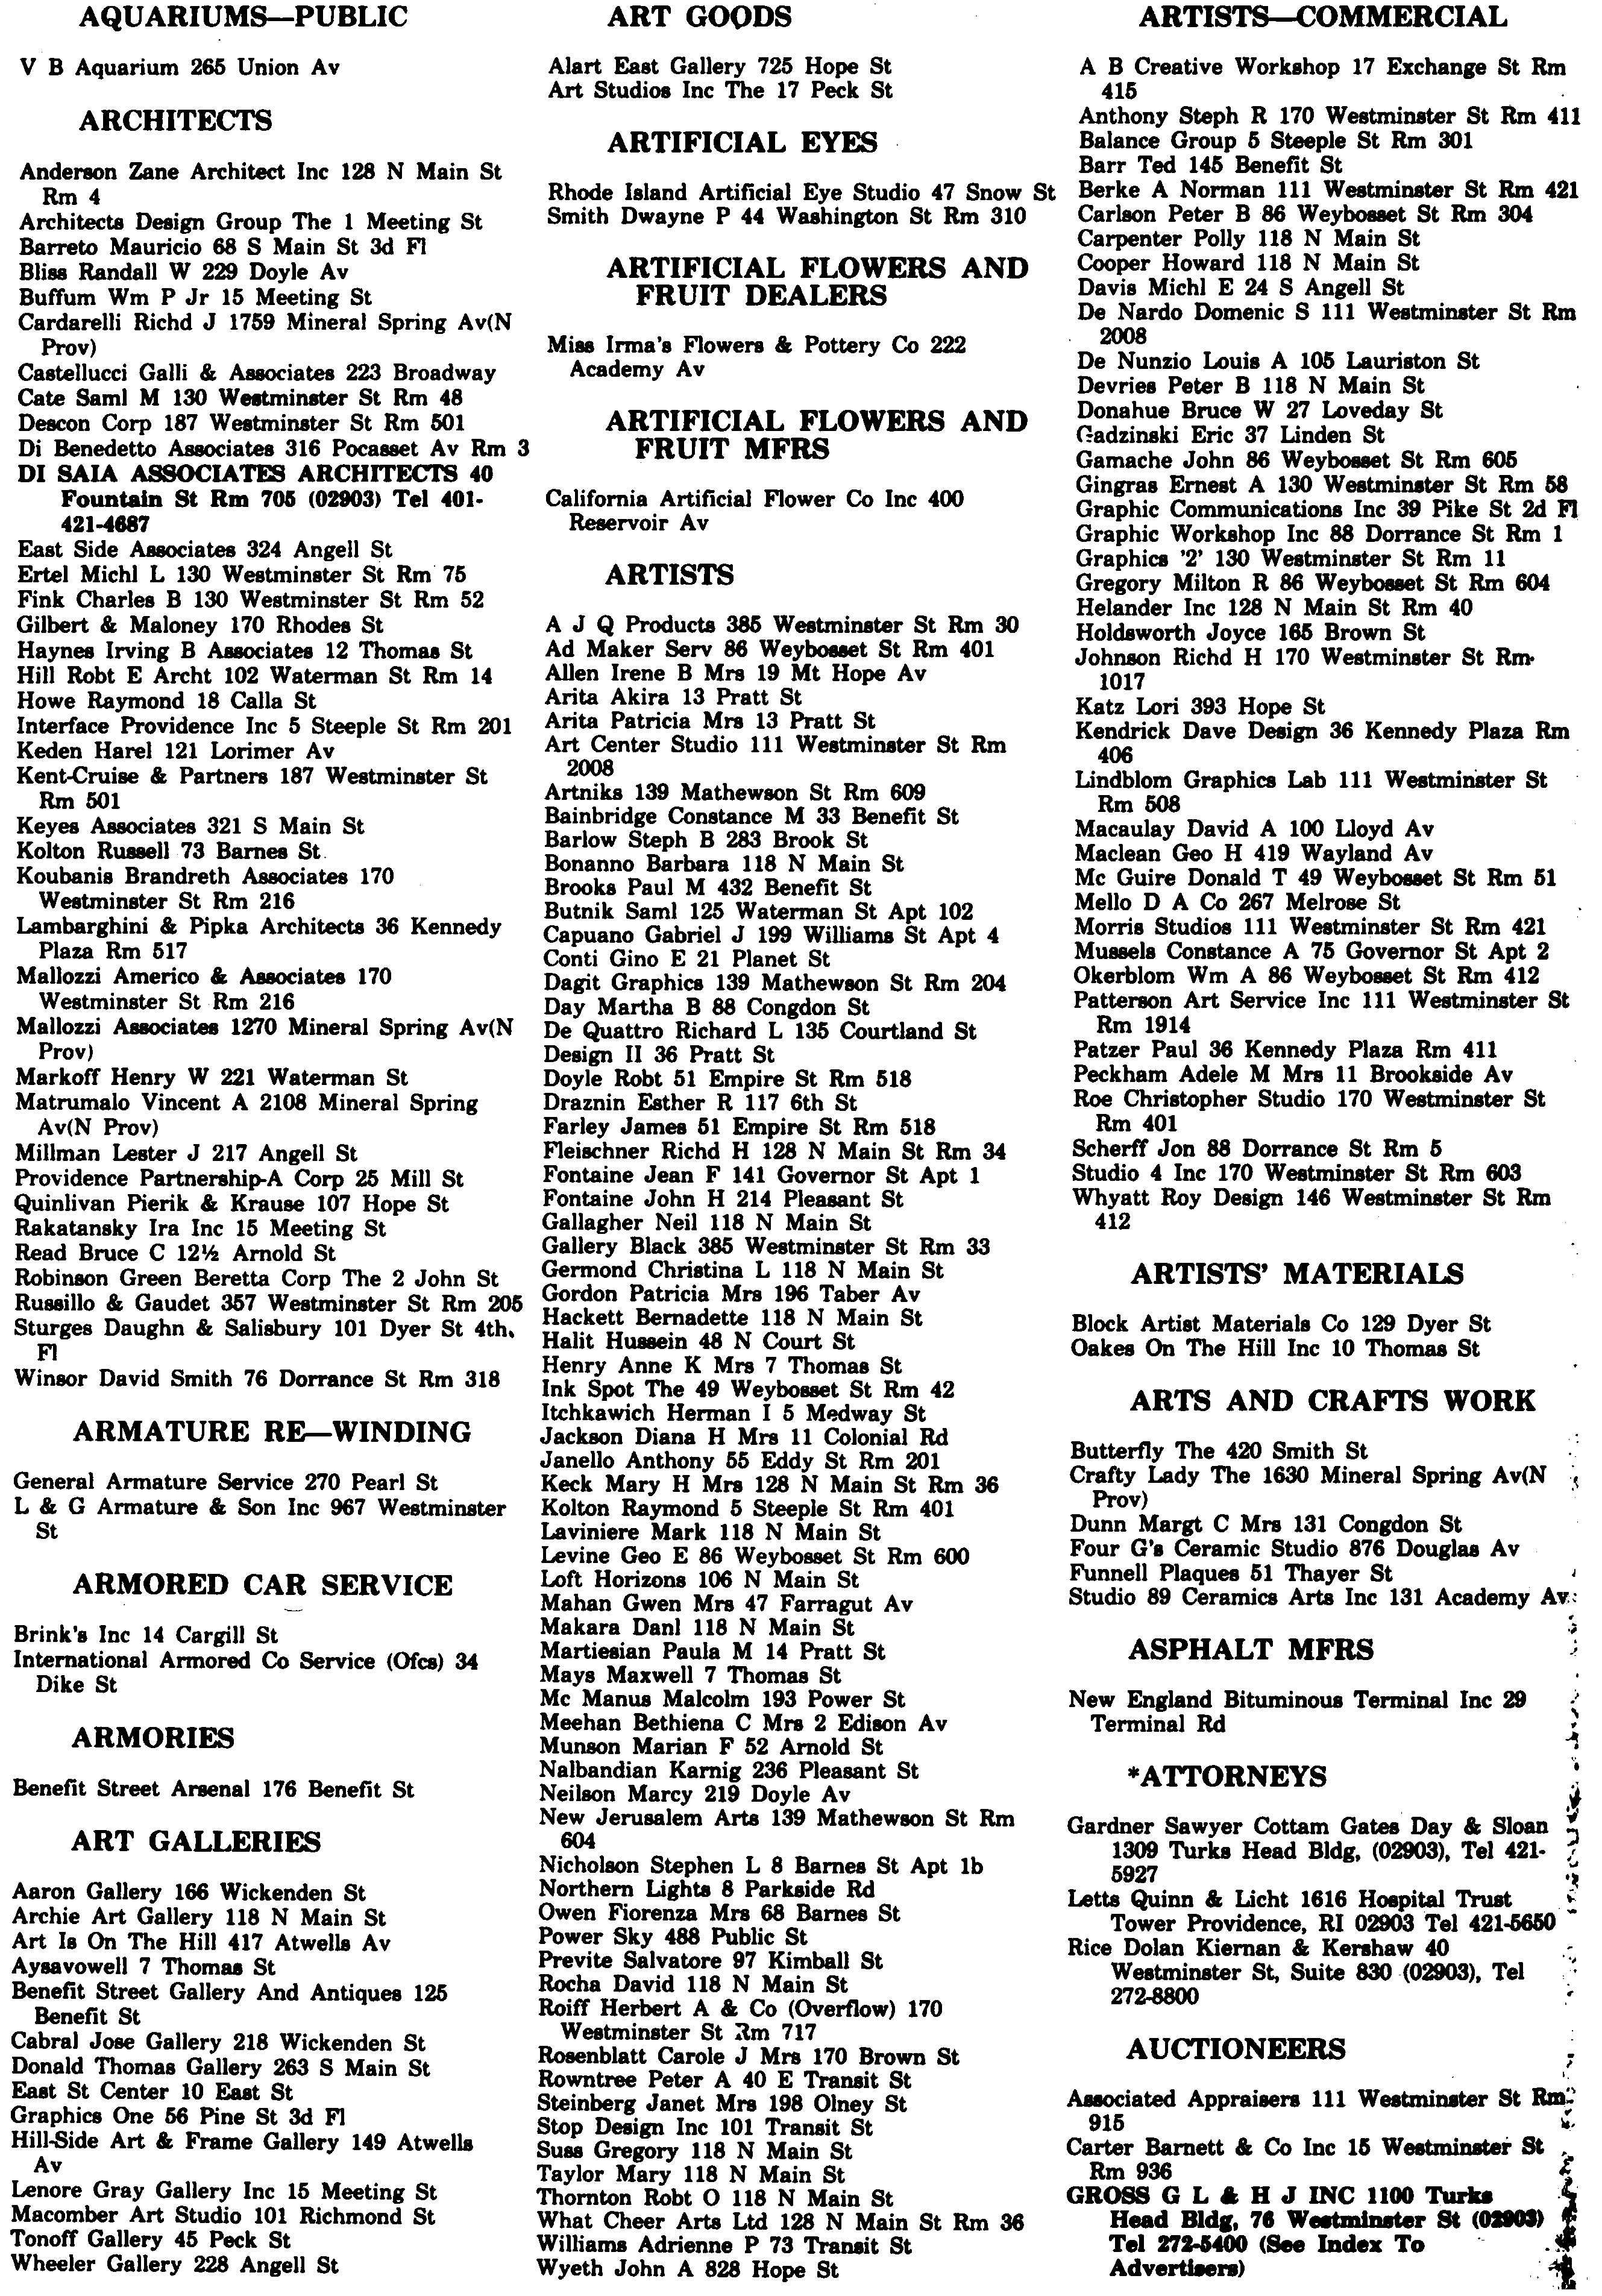 AQUARIUMS—PUBLIC
V B Aquarium 265 Union Av
ARCHITECTS
Anderson Zane Architect Inc 128 N Main St
Rm 4
Architects Design Group The 1 Meeting St
Barreto Mauricio 68 S Main St 3d Fl
Bliss Randall W 229 Doyle Av
Buffum Wm P Jr 15 Meeting St
Cardarelli Richd J 1759 Mineral Spring Av(N
Prov)
Castellucci Galli & Associates 223 Broadway
Cate Saml M 130 Westminster St Rm 48
Descon Corp 187 Westminster St Rm 501
Di Benedetto Associates 316 Pocasset Av Rm 3
DI SAIA ASSOCIATES ARCHITECTS 40
Fountain St Rm 705 (02903) Tel 401-
421-4687
East Side Associates 324 Angell St
Ertel Michl L 130 Westminster St Rm 75
Fink Charles B 130 Westminster St Rm 52
Gilbert & Maloney 170 Rhodes St
Haynes Irving B Associates 12 Thomas St
Hill Robt E Archt 102 Waterman St Rm 14
Howe Raymond 18 Calla St
Interface Providence Inc 5 Steeple St Rm 201
Keden Harel 121 Lorimer Av
Kent-Cruise & Partners 187 Westminster St
Rm 501
Keyes Associates 321 S Main St
Kolton Russell 73 Barnes St
Koubanis Brandreth Associates 170
Westminster St Rm 216
Lambarghini & Pipka Architects 36 Kennedy
Plaza Rm 517
Mallozzi Americo & Associates 170
Westminster St Rm 216
Mallozzi Associates 1270 Mineral Spring Av(N
Prov)
Markoff Henry W 221 Waterman St
Matrumalo Vincent A 2108 Mineral Spring
Av(N Prov)
Millman Lester J 217 Angell St
Providence Partnership-A Corp 25 Mill St
Quinlivan Pierik & Krause 107 Hope St
Rakatansky Ira Inc 15 Meeting St
Read Bruce C 12½ Arnold St
Robinson Green Beretta Corp The 2 John St
Russillo & Gaudet 357 Westminster St Rm 205
Sturges Daughn & Salisbury 101 Dyer St 4th,
Fl
Winsor David Smith 76 Dorrance St Rm 318
ARMATURE RE—WINDING
General Armature Service 270 Pearl St
L & G Armature & Son Inc 967 Westminster
St
ARMORED CAR SERVICE
Brink's Inc 14 Cargill St
International Armored Co Service (Ofcs) 34
Dike St
ARMORIES
Benefit Street Arsenal 176 Benefit St
ART GALLERIES
Aaron Gallery 166 Wickenden St
Archie Art Gallery 118 N Main St
Art Is On The Hill 417 Atwells Av
Aysavowell 7 Thomas St
Benefit Street Gallery And Antiques 125
Benefit St
Cabral Jose Gallery 218 Wickenden St
Donald Thomas Gallery 263 S Main St
East St Center 10 East St
Graphics One 56 Pine St 3d Fl
Hill-Side Art & Frame Gallery 149 Atwells
Av
Lenore Gray Gallery Inc 15 Meeting St
Macomber Art Studio 101 Richmond St
Tonoff Gallery 45 Peck St
Wheeler Gallery 228 Angell St
ART GOODS
Alart East Gallery 725 Hope St
Art Studios Inc The 17 Peck St
ARTIFICIAL EYES
Rhode Island Artificial Eye Studio 47 Snow St
Smith Dwayne P 44 Washington St Rm 310
ARTIFICIAL FLOWERS AND
FRUIT DEALERS
Miss Irma's Flowers & Pottery Co 222
Academy Av
ARTIFICIAL FLOWERS AND
FRUIT MFRS
California Artificial Flower Co Inc 400
Reservoir Av
ARTISTS
A J Q Products 385 Westminster St Rm 30
Ad Maker Serv 86 Weybosset St Rm 401
Allen Irene B Mrs 19 Mt Hope Av
Arita Akira 13 Pratt St
Arita Patricia Mrs 13 Pratt St
Art Center Studio 111 Westminster St Rm
2008
Artniks 139 Mathewson St Rm 609
Bainbridge Constance M 33 Benefit St
Barlow Steph B 283 Brook St
Bonanno Barbara 118 N Main St
Brooks Paul M 432 Benefit St
Butnik Saml 125 Waterman St Apt 102
Capuano Gabriel J 199 Williams St Apt 4
Conti Gino E 21 Planet St
Dagit Graphics 139 Mathewson St Rm 204
Day Martha B 88 Congdon St
De Quattro Richard L 135 Courtland St
Design II 36 Pratt St
Doyle Robt 51 Empire St Rm 518
Draznin Esther R 117 6th St
Farley James 51 Empire St Rm 518
Fleischner Richd H 128 N Main St Rm 34
Fontaine Jean F 141 Governor St Apt 1
Fontaine John H 214 Pleasant St
Gallagher Neil 118 N Main St
Gallery Black 385 Westminster St Rm 33
Germond Christina L 118 N Main St
Gordon Patricia Mrs 196 Taber Av
Hackett Bernadette 118 N Main St
Halit Hussein 48 N Court St
Henry Anne K Mrs 7 Thomas St
Ink Spot The 49 Weybosset St Rm 42
Itchkawich Herman I 5 Medway St
Jackson Diana H Mrs 11 Colonial Rd
Janello Anthony 55 Eddy St Rm 201
Keck Mary H Mrs 128 N Main St Rm 36
Kolton Raymond 5 Steeple St Rm 401
Laviniere Mark 118 N Main St
Levine Geo E 86 Weybosset St Rm 600
Loft Horizons 106 N Main St
Mahan Gwen Mrs 47 Farragut Av
Makara Danl 118 N Main St
Martiesian Paula M 14 Pratt St
Mays Maxwell 7 Thomas St
Mc Manus Malcolm 193 Power St
Meehan Bethiena C Mrs 2 Edison Av
Munson Marian F 52 Arnold St
Nalbandian Karnig 236 Pleasant St
Neilson Marcy 219 Doyle Av
New Jerusalem Arts 139 Mathewson St Rm
604
Nicholson Stephen L 8 Barnes St Apt 1b
Northern Lights 8 Parkside Rd
Owen Fiorenza Mrs 68 Barnes St
Power Sky 488 Public St
Previte Salvatore 97 Kimball St
Rocha David 118 N Main St
Roiff Herbert A & Co (Overflow) 170
Westminster St Rm 717
Rosenblatt Carole J Mrs 170 Brown St
Rowntree Peter A 40 E Transit St
Steinberg Janet Mrs 198 Olney St
Stop Design Inc 101 Transit St
Suss Gregory 118 N Main St
Taylor Mary 118 N Main St
Thornton Robt O 118 N Main St
What Cheer Arts Ltd 128 N Main St Rm 36
Williams Adrienne P 73 Transit St
Wyeth John A 828 Hope St
ARTISTS—COMMERCIAL
A B Creative Workshop 17 Exchange St Rm
415
Anthony Steph R 170 Westminster St Rm 411
Balance Group 5 Steeple St Rm 301
Barr Ted 145 Benefit St
Berke A Norman 111 Westminster St Rm 421
Carlson Peter B 86 Weybosset St Rm 304
Carpenter Polly 118 N Main St
Cooper Howard 118 N Main St
Davis Michl E 24 S Angell St
De Nardo Domenic S 111 Westminster St Rm
2008
De Nunzio Louis A 105 Lauriston St
Devries Peter B 118 N Main St
Donahue Bruce W 27 Loveday St
Gadzinski Eric 37 Linden St
Gamache John 86 Weybosset St Rm 605
Gingras Ernest A 130 Westminster St Rm 58
Graphic Communications Inc 39 Pike St 2d Fl
Graphic Workshop Inc 88 Dorrance St Rm 1
Graphics '2' 130 Westminster St Rm 11
Gregory Milton R 86 Weybosset St Rm 604
Helander Inc 128 N Main St Rm 40
Holdsworth Joyce 165 Brown St
Johnson Richd H 170 Westminster St Rm
1017
Katz Lori 393 Hope St
Kendrick Dave Design 36 Kennedy Plaza Rm
406
Lindblom Graphics Lab 111 Westminster St
Rm 508
Macaulay David A 100 Lloyd Av
Maclean Geo H 419 Wayland Av
Mc Guire Donald T 49 Weybosset St Rm 51
Mello D A Co 267 Melrose St
Morris Studios 111 Westminster St Rm 421
Mussels Constance A 75 Governor St Apt 2
Okerblom Wm A 86 Weybosset St Rm 412
Patterson Art Service Inc 111 Westminster St
Rm 1914
Patzer Paul 36 Kennedy Plaza Rm 411
Peckham Adele M Mrs 11 Brookside Av
Roe Christopher Studio 170 Westminster St
Rm 401
Scherff Jon 88 Dorrance St Rm 5
Studio 4 Inc 170 Westminster St Rm 603
Whyatt Roy Design 146 Westminster St Rm
412
ARTISTS' MATERIALS
Block Artist Materials Co 129 Dyer St
Oakes On The Hill Inc 10 Thomas St
ARTS AND CRAFTS WORK
Butterfly The 420 Smith St
Crafty Lady The 1630 Mineral Spring Av(N
Prov)
Dunn Margt C Mrs 131 Congdon St
Four G's Ceramic Studio 876 Douglas Av
Funnell Plaques 51 Thayer St
Studio 89 Ceramics Arts Inc 131 Academy Av
ASPHALT MFRS
New England Bituminous Terminal Inc 29
Terminal Rd
*ATTORNEYS
Gardner Sawyer Cottam Gates Day & Sloan
1309 Turks Head Bldg, (02903), Tel 421-
5927
Letts Quinn & Licht 1616 Hospital Trust
Tower Providence, RI 02903 Tel 421-5650
Rice Dolan Kiernan & Kershaw 40
Westminster St, Suite 830 (02903), Tel
272-8800
AUCTIONEERS
Associated Appraisers 111 Westminster St Rm
915
Carter Barnett & Co Inc 15 Westminster St
Rm 936
GROSS G L & H J INC 1100 Turks
Head Bldg, 76 Westminster St (02903)
Tel 272-5400 (See Index To
Advertisers)